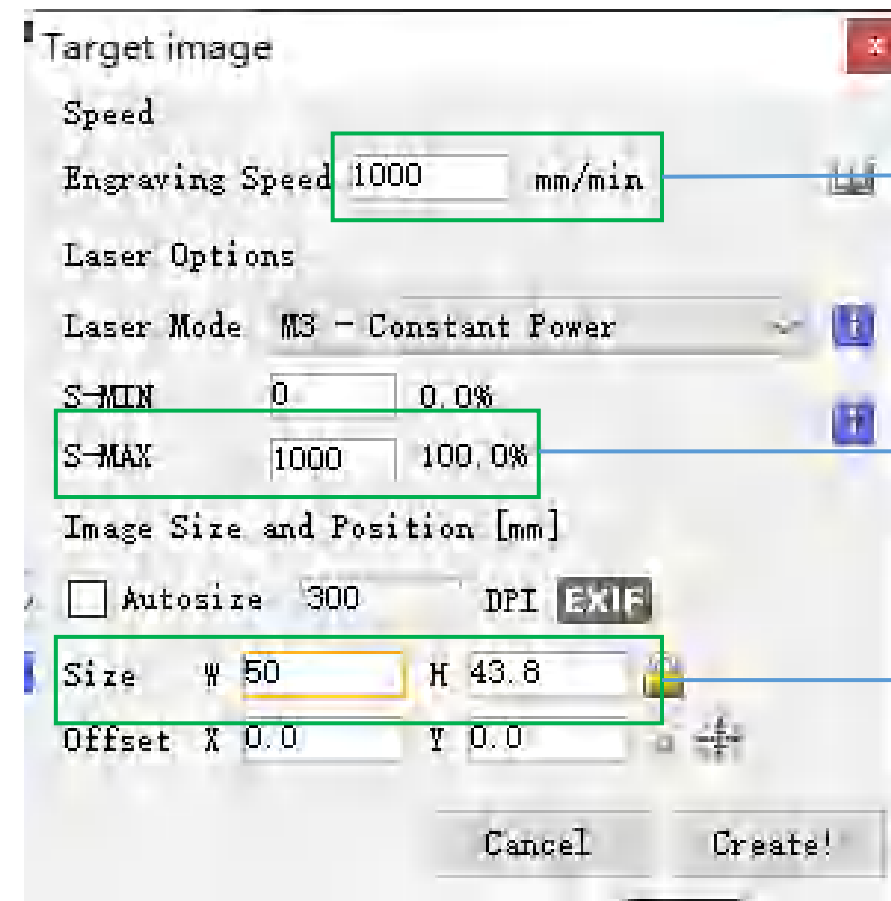 Target image
Speed
Engraving Speed 1000 mm/min
Laser Options
Laser Mode M3 - Constant Power
S-MIN 0 0.0%
S-MAX 1000 100.0%
Image Size and Position [mm]
Autosize 300 DPI EXIF
Size W 50 H 43.8
Offset X 0.0 Y 0.0
Cancel Create!